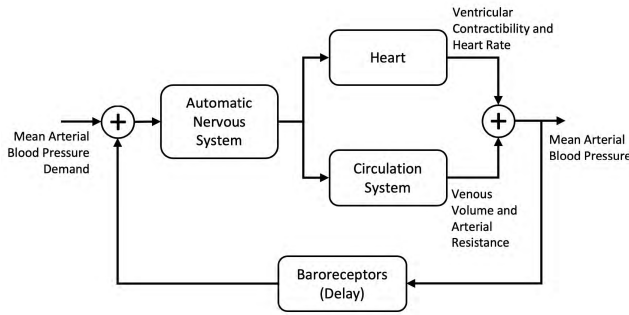 Ventricular
Contractibility and
Heart Rate
Heart
Automatic
Nervous
System
+
+
Mean Arterial
Blood Pressure
Demand
Mean Arterial
Blood Pressure
Circulation
System
Venous
Volume and
Arterial
Resistance
Baroreceptors
(Delay)